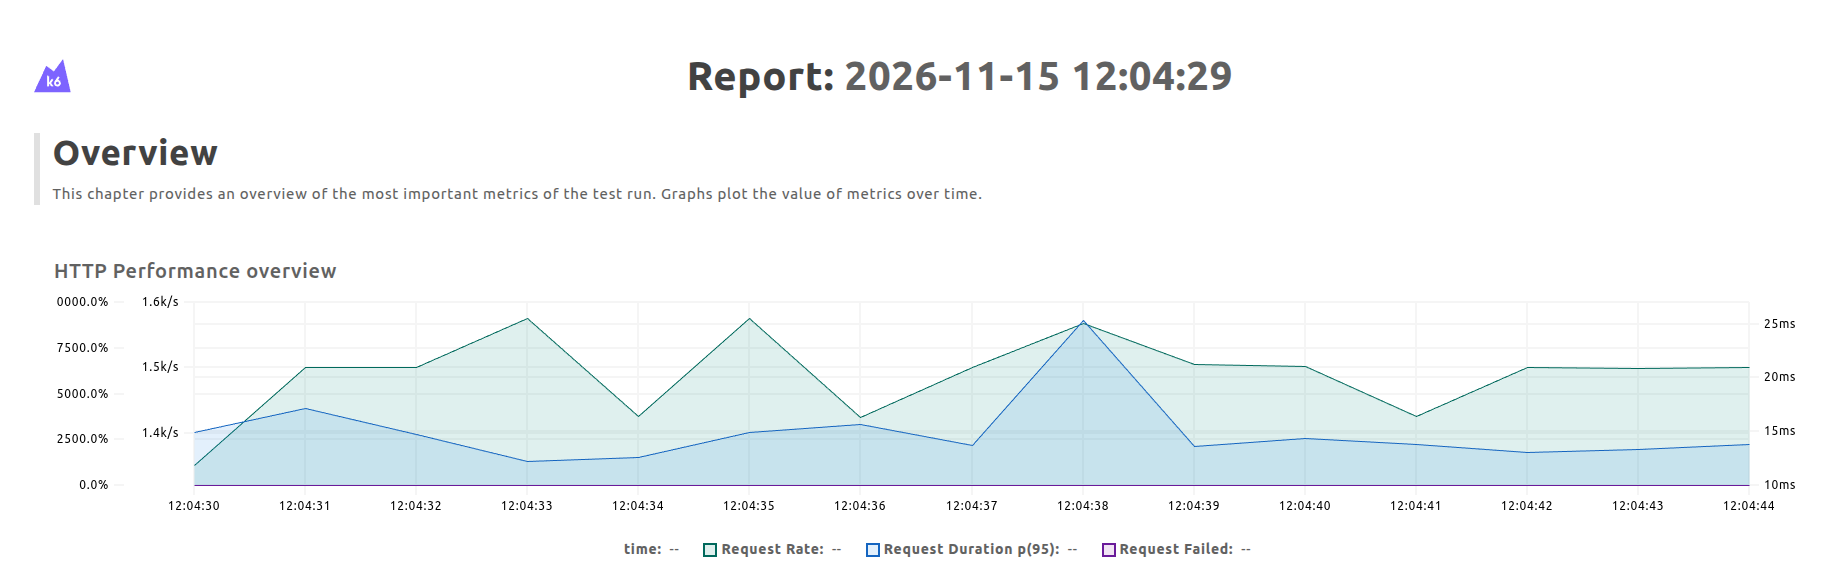 k6
Report: 2026-11-15 12:04:29
Overview
This chapter provides an overview of the most important metrics of the test run. Graphs plot the value of metrics over time.
HTTP Performance overview
0000.0% 1.6k/s
25ms
7500.0%
1.5k/s
20ms
5000.0%
1.4k/s 15ms
2500.0%
0.0% 10ms
12:04:30 12:04:31 12:04:32 12:04:33 12:04:34 12:04:35 12:04:36 12:04:37 12:04:38 12:04:39 12:04:40 12:04:41 12:04:42 12:04:43 12:04:44
time: -- Request Rate: -- Request Duration p(95): -- Request Failed: --